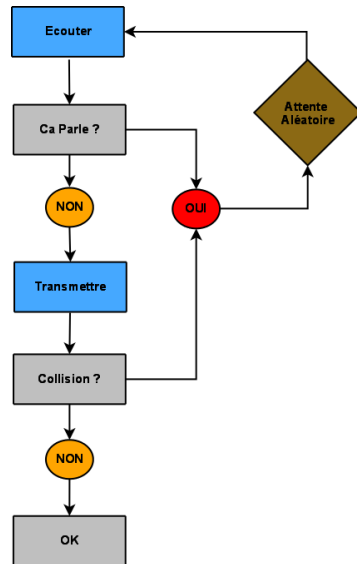 Ecouter
Attente
Aléatoire
Ca Parle ?
NON
OUI
Transmettre
Collision ?
NON
OK